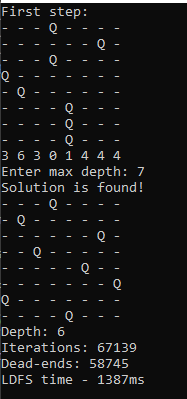 First step:
- - - Q - - - -
- - - - - - Q -
- - - Q - - - -
Q - - - - - - -
- Q - - - - - -
- - - - Q - - -
- - - - Q - - -
- - - - Q - - -
3 6 3 0 1 4 4 4
Enter max depth: 7
Solution is found!
- - - Q - - - -
- Q - - - - - -
- - - - - - Q -
- - Q - - - - -
- - - - - Q - -
- - - - - - - Q
Q - - - - - - -
- - - - Q - - -
Depth: 6
Iterations: 67139
Dead-ends: 58745
LDFS time - 1387ms